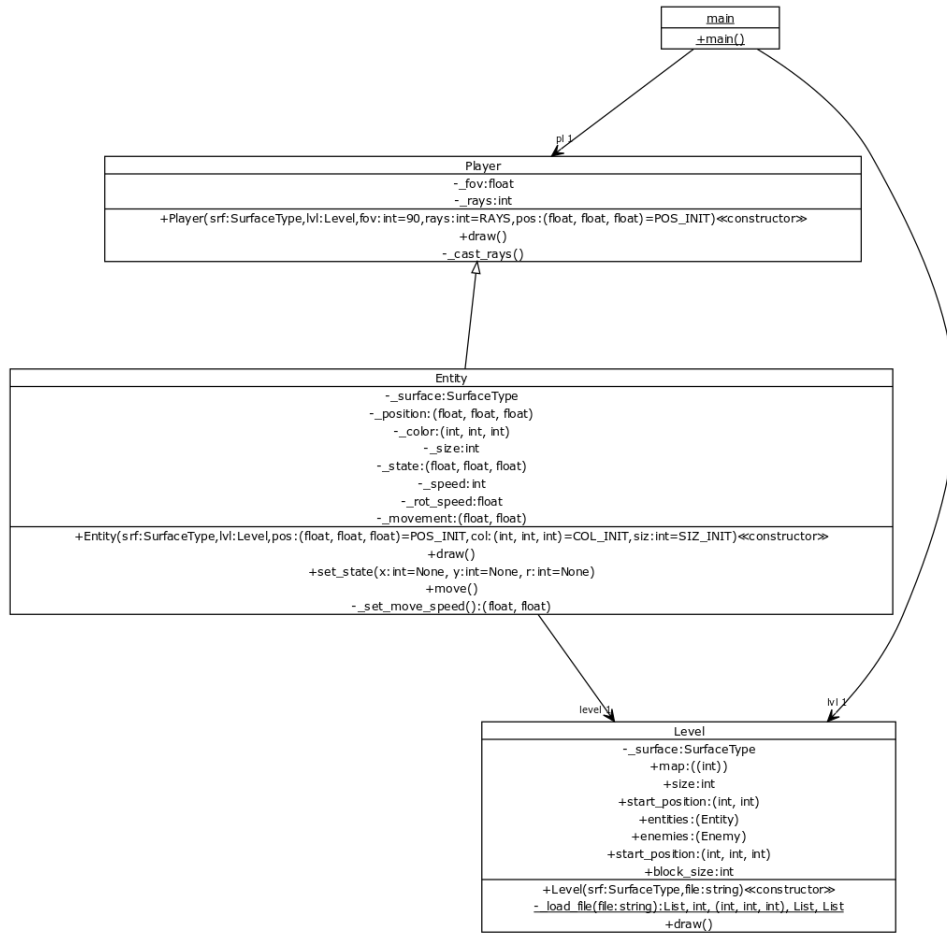 main
+main()
pl 1
Player
-_fov:float
-_rays:int
+Player(srf:SurfaceType,lvl:Level,fov:int=90,rays:int=RAYS,pos:(float, float, float)=POS_INIT)≪constructor≫
+draw()
-_cast_rays()
Entity
-_surface:SurfaceType
-_position:(float, float, float)
-_color:(int, int, int)
-_size:int
-_state:(float, float, float)
-_speed:int
-_rot_speed:float
-_movement:(float, float)
+Entity(srf:SurfaceType,lvl:Level,pos:(float, float, float)=POS_INIT,col:(int, int, int)=COL_INIT,siz:int=SIZ_INIT)≪constructor≫
+draw()
+set_state(x:int=None, y:int=None, r:int=None)
+move()
-_set_move_speed():(float, float)
level 1
lvl 1
Level
-_surface:SurfaceType
+map:((int))
+size:int
+start_position:(int, int)
+entities:(Entity)
+enemies:(Enemy)
+start_position:(int, int, int)
+block_size:int
+Level(srf:SurfaceType,file:string)≪constructor≫
-_load_file(file:string):List, int, (int, int, int), List, List
+draw()